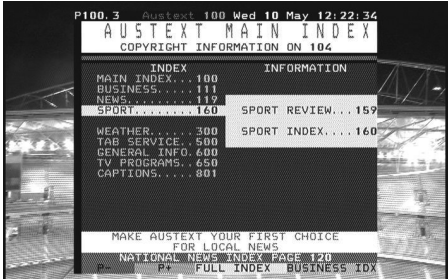 P100.3 Austext 100 Wed 10 May 12:22:34
AUSTEXT MAIN INDEX
COPYRIGHT INFORMATION ON 104
INDEX INFORMATION
MAIN INDEX...100
BUSINESS.....111
NEWS.........119
SPORT........160 SPORT REVIEW...159
WEATHER......300 SPORT INDEX....160
TAB SERVICE..500
GENERAL INFO.600
TV PROGRAMS..650
CAPTIONS.....801
MAKE AUSTEXT YOUR FIRST CHOICE
FOR LOCAL NEWS
NATIONAL NEWS INDEX PAGE 120
P- P+ FULL INDEX BUSINESS IDX